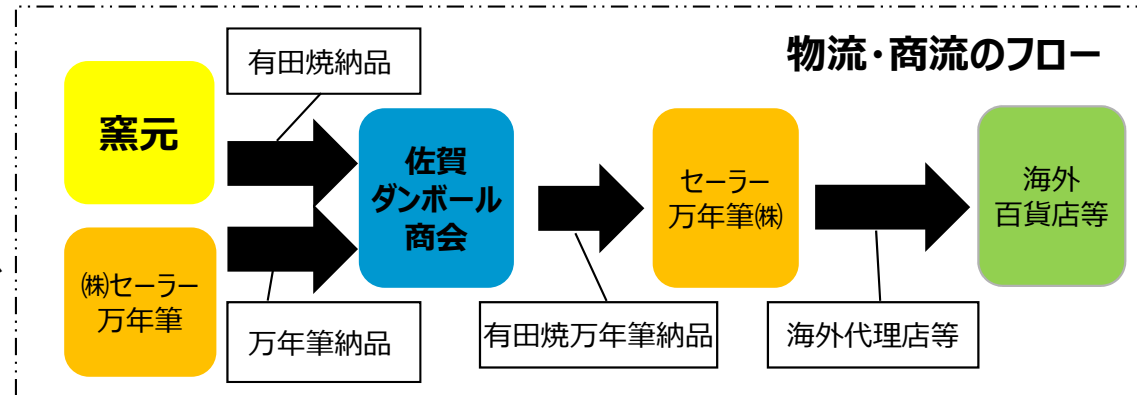 物流・商流のフロー
有田焼納品
窯元
佐賀
ダンボール
商会
セーラー
万年筆㈱
海外
百貨店等
㈱セーラー
万年筆
万年筆納品
有田焼万年筆納品
海外代理店等